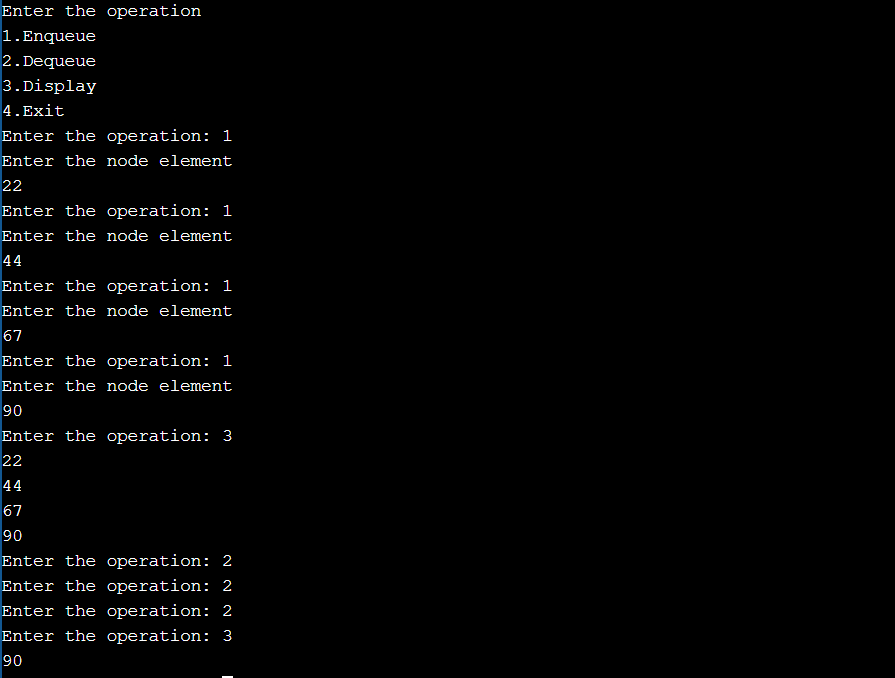 Enter the operation
1.Enqueue
2.Dequeue
3.Display
4.Exit
Enter the operation: 1
Enter the node element
22
Enter the operation: 1
Enter the node element
44
Enter the operation: 1
Enter the node element
67
Enter the operation: 1
Enter the node element
90
Enter the operation: 3
22
44
67
90
Enter the operation: 2
Enter the operation: 2
Enter the operation: 2
Enter the operation: 3
90